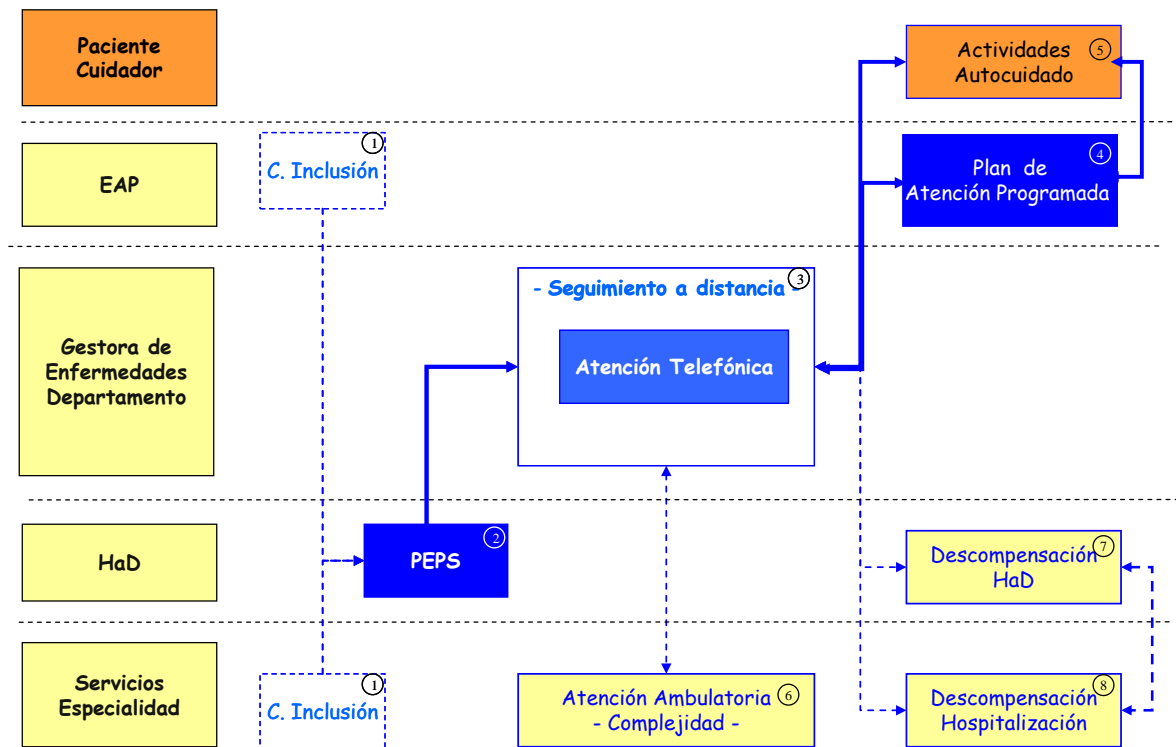 Paciente
Cuidador
Actividades
Autocuidado
5
EAP
1
C. Inclusión
4
Plan de
Atención Programada
Gestora de
Enfermedades
Departamento
3
- Seguimiento a distancia -
Atención Telefónica
HaD
2
PEPS
7
Descompensación
HaD
Servicios
Especialidad
1
C. Inclusión
6
Atención Ambulatoria
- Complejidad -
8
Descompensación
Hospitalización